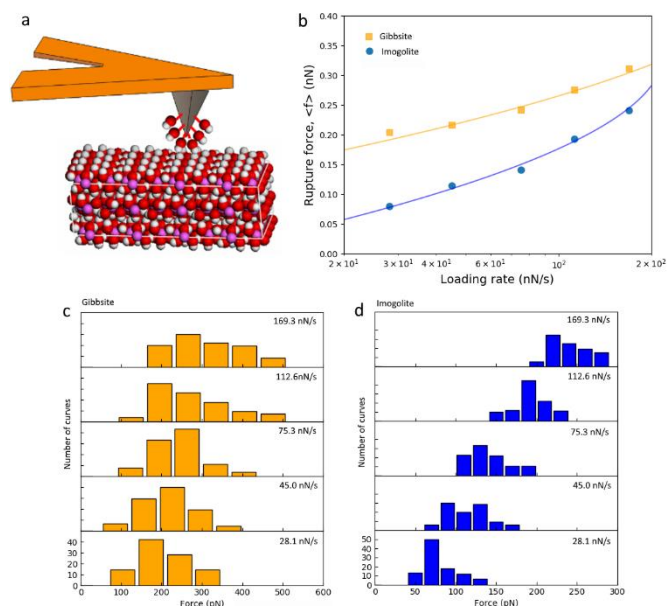 a
b
Gibbsite
Imogolite
Rupture force, <f> (nN)
0.40
0.35
0.30
0.25
0.20
0.15
0.10
0.05
0.00
2 × 10¹
3 × 10¹
4 × 10¹
6 × 10¹
10²
2 × 10²
Loading rate (nN/s)
c
Gibbsite
169.3 nN/s
112.6 nN/s
75.3 nN/s
45.0 nN/s
28.1 nN/s
Number of curves
40
30
20
10
0
0
100
200
300
400
500
600
Force (pN)
d
Imogolite
169.3 nN/s
112.6 nN/s
75.3 nN/s
45.0 nN/s
28.1 nN/s
Number of curves
50
40
30
20
10
0
0
50
100
150
200
250
300
Force (pN)